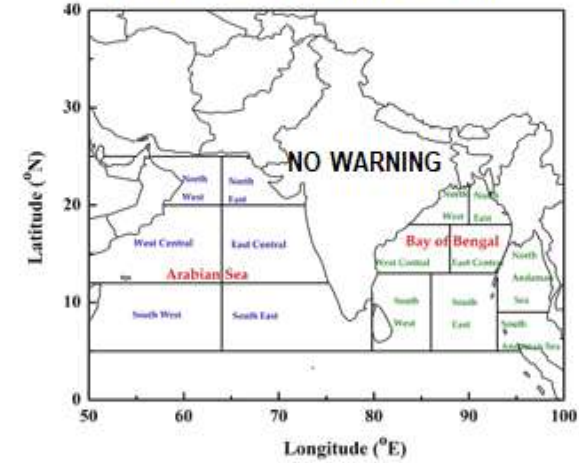 40
30
20
10
0
Latitude (°N)
NO WARNING
North
West
North
East
West Central
East Central
Arabian Sea
South West
South East
North
West
North
East
Bay of Bengal
West Central
East Central
South
West
South
East
North
Andaman
Sea
South
Andaman Sea
50
60
70
80
90
100
Longitude (°E)